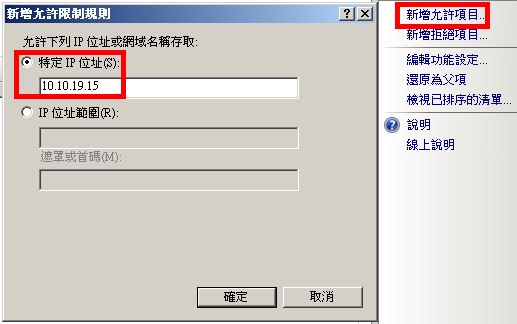 新增允許限制規則
允許下列 IP 位址或網域名稱存取:
特定 IP 位址(S):
10.10.19.15
IP 位址範圍(R):
遮罩或首碼(M):
確定
取消
新增允許項目...
新增拒絕項目...
編輯功能設定...
還原為父項
檢視已排序的清單...
說明
線上說明